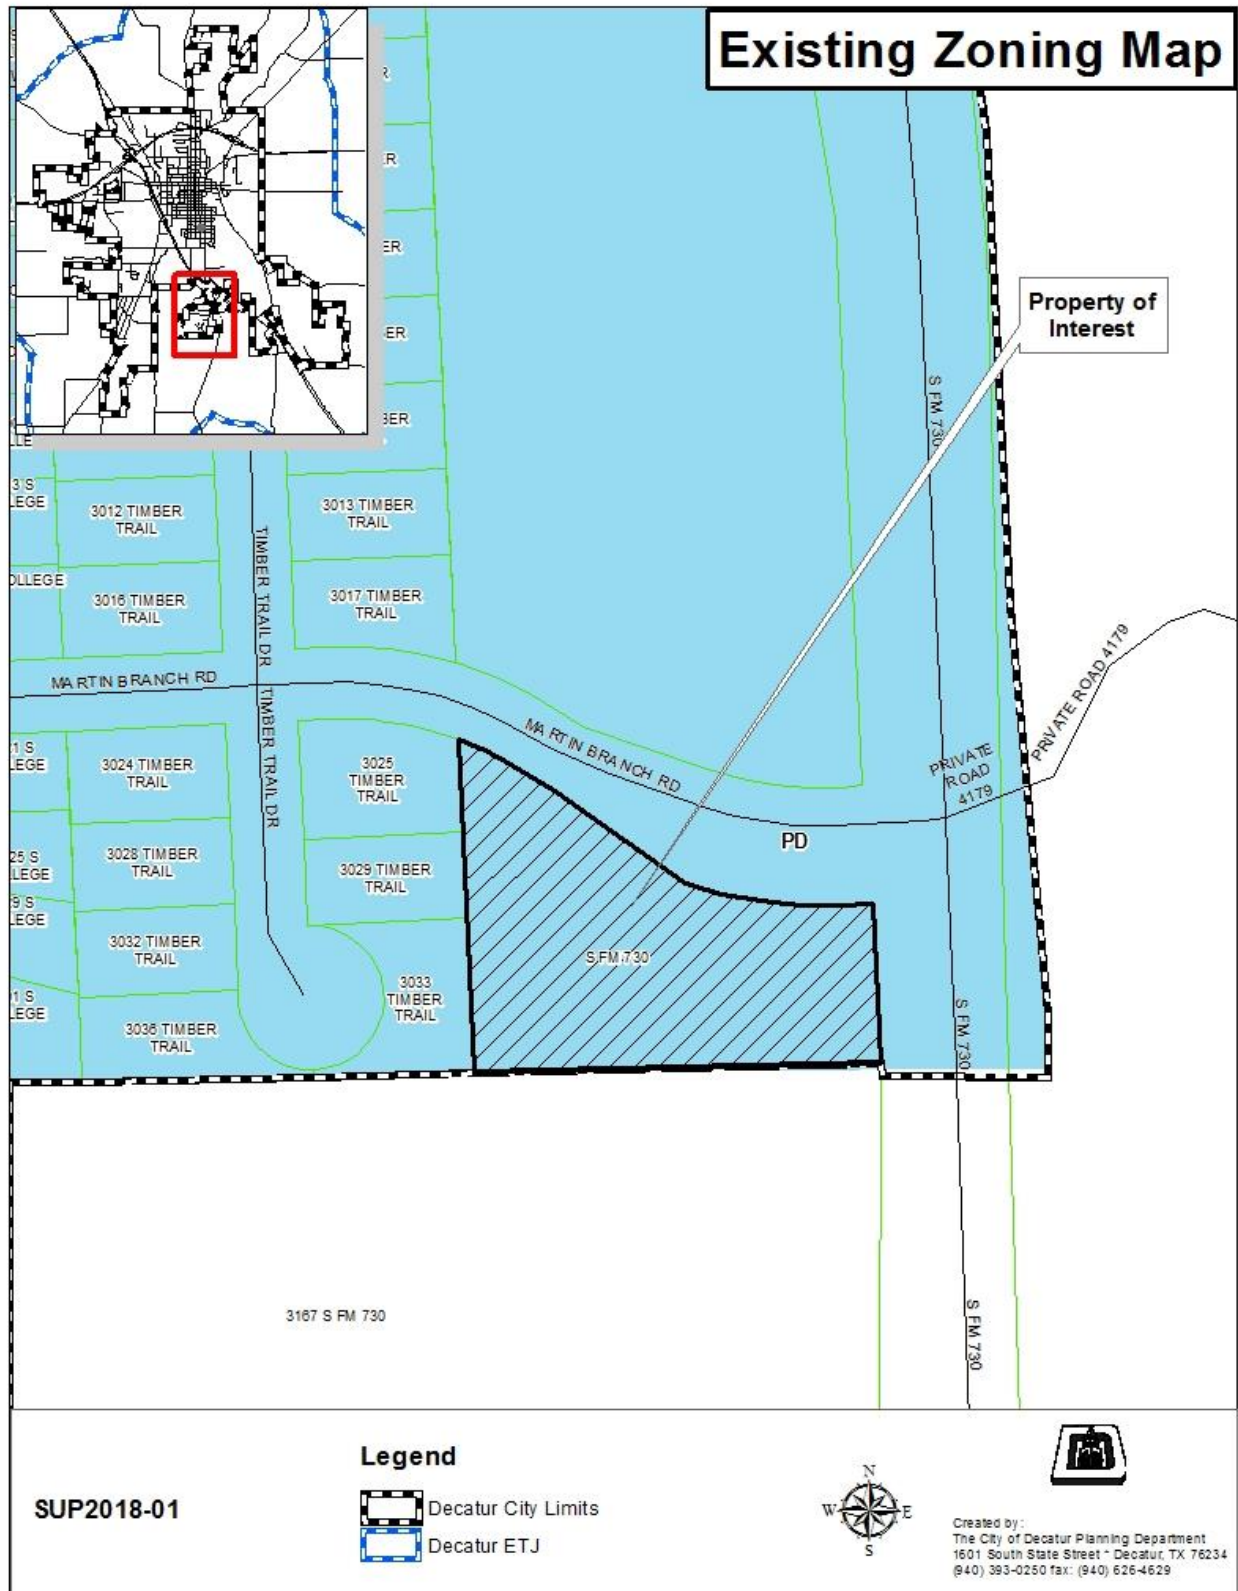 Existing Zoning Map
Property of
Interest
S FM 730
3012 TIMBER
TRAIL
3013 TIMBER
TRAIL
3016 TIMBER
TRAIL
3017 TIMBER
TRAIL
TIMBER TRAIL DR
MARTIN BRANCH RD
TIMBER TRAIL DR
MARTIN BRANCH RD
PRIVATE
ROAD
4179
PRIVATE ROAD 4179
3024 TIMBER
TRAIL
3025
TIMBER
TRAIL
PD
3028 TIMBER
TRAIL
3029 TIMBER
TRAIL
3032 TIMBER
TRAIL
S FM 730
3033
TIMBER
TRAIL
3036 TIMBER
TRAIL
S FM 730
3167 S FM 730
S FM 730
Legend
SUP2018-01
Decatur City Limits
Decatur ETJ
N
W
E
S
Created by:
The City of Decatur Planning Department
1601 South State Street * Decatur, TX 76234
(940) 393-0250 fax: (940) 626-4629